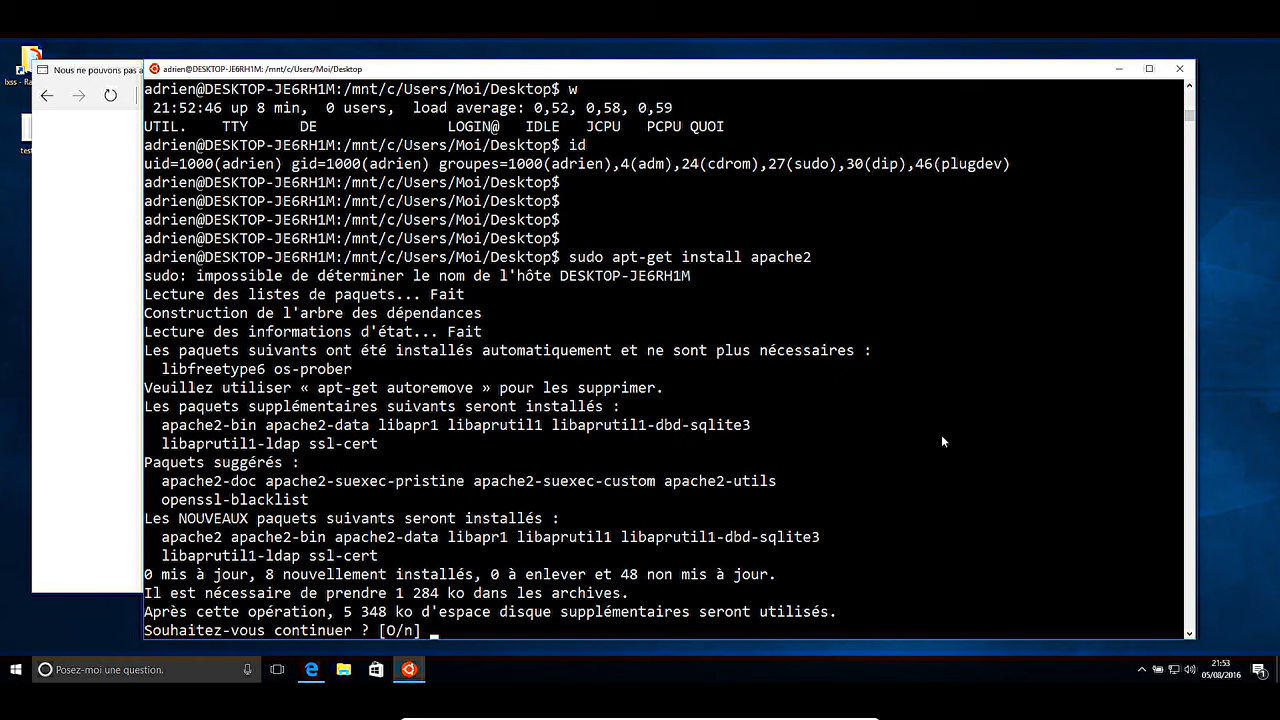 lxss - Ra
tes
Nous ne pouvons pas a
adrien@DESKTOP-JE6RH1M: /mnt/c/Users/Moi/Desktop
adrien@DESKTOP-JE6RH1M:/mnt/c/Users/Moi/Desktop$ w
21:52:46 up 8 min, 0 users, load average: 0,52, 0,58, 0,59
UTIL. TTY DE LOGIN@ IDLE JCPU PCPU QUOI
adrien@DESKTOP-JE6RH1M:/mnt/c/Users/Moi/Desktop$ id
uid=1000(adrien) gid=1000(adrien) groupes=1000(adrien),4(adm),24(cdrom),27(sudo),30(dip),46(plugdev)
adrien@DESKTOP-JE6RH1M:/mnt/c/Users/Moi/Desktop$
adrien@DESKTOP-JE6RH1M:/mnt/c/Users/Moi/Desktop$
adrien@DESKTOP-JE6RH1M:/mnt/c/Users/Moi/Desktop$
adrien@DESKTOP-JE6RH1M:/mnt/c/Users/Moi/Desktop$
adrien@DESKTOP-JE6RH1M:/mnt/c/Users/Moi/Desktop$ sudo apt-get install apache2
sudo: impossible de déterminer le nom de l'hôte DESKTOP-JE6RH1M
Lecture des listes de paquets... Fait
Construction de l'arbre des dépendances
Lecture des informations d'état... Fait
Les paquets suivants ont été installés automatiquement et ne sont plus nécessaires :
libfreetype6 os-prober
Veuillez utiliser « apt-get autoremove » pour les supprimer.
Les paquets supplémentaires suivants seront installés :
apache2-bin apache2-data libapr1 libaprutil1 libaprutil1-dbd-sqlite3
libaprutil1-ldap ssl-cert
Paquets suggérés :
apache2-doc apache2-suexec-pristine apache2-suexec-custom apache2-utils
openssl-blacklist
Les NOUVEAUX paquets suivants seront installés :
apache2 apache2-bin apache2-data libapr1 libaprutil1 libaprutil1-dbd-sqlite3
libaprutil1-ldap ssl-cert
0 mis à jour, 8 nouvellement installés, 0 à enlever et 48 non mis à jour.
Il est nécessaire de prendre 1 284 ko dans les archives.
Après cette opération, 5 348 ko d'espace disque supplémentaires seront utilisés.
Souhaitez-vous continuer ? [O/n]
Posez-moi une question.
21:53
05/08/2016